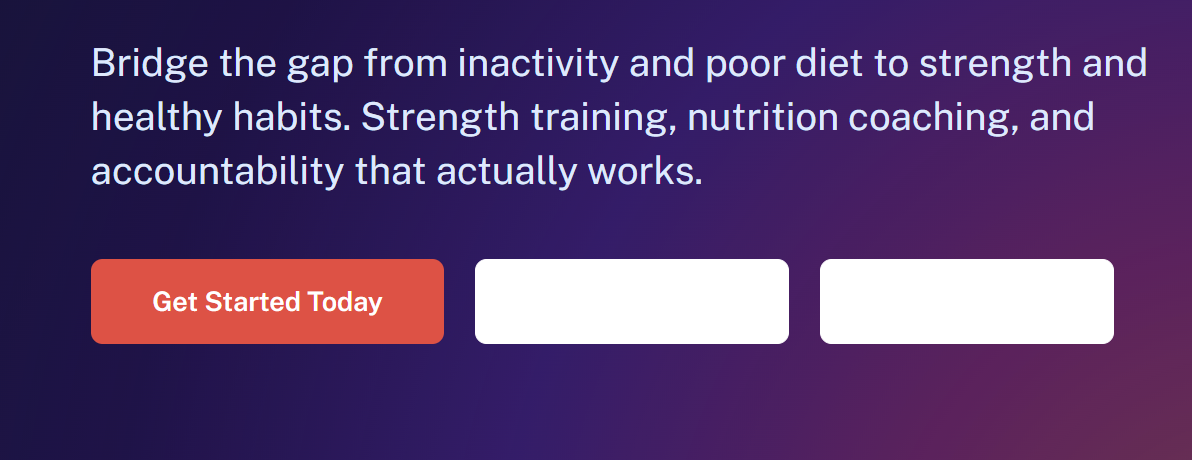 Bridge the gap from inactivity and poor diet to strength and
healthy habits. Strength training, nutrition coaching, and
accountability that actually works.
Get Started Today